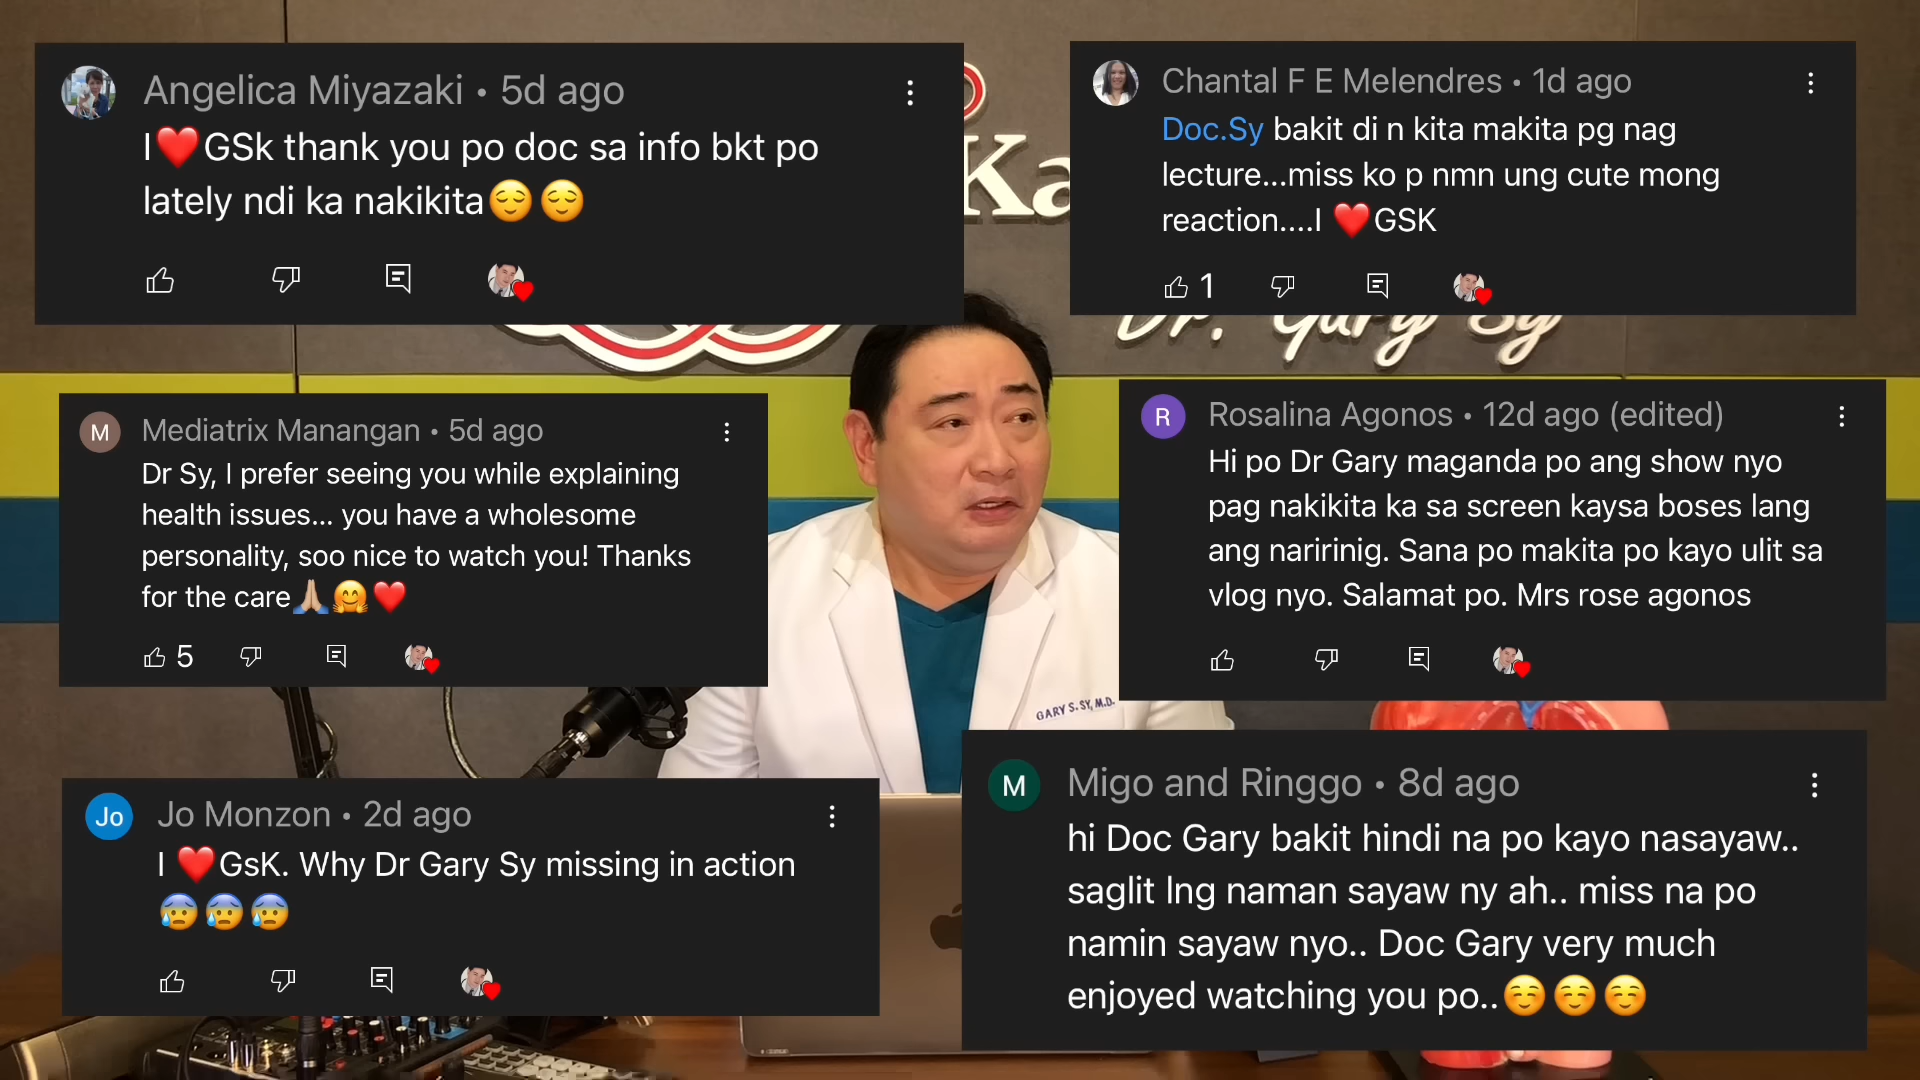 Angelica Miyazaki • 5d ago
I❤️GSk thank you po doc sa info bkt po
lately ndi ka nakikita😌😌
Chantal F E Melendres • 1d ago
Doc.Sy bakit di n kita makita pg nag
lecture...miss ko p nmn ung cute mong
reaction....I ❤️GSK
1
Ka
Dr. Gary Sy
Mediatrix Manangan • 5d ago
Dr Sy, I prefer seeing you while explaining
health issues... you have a wholesome
personality, soo nice to watch you! Thanks
for the care🙏🏼🤗❤️
5
Rosalina Agonos • 12d ago (edited)
Hi po Dr Gary maganda po ang show nyo
pag nakikita ka sa screen kaysa boses lang
ang naririnig. Sana po makita po kayo ulit sa
vlog nyo. Salamat po. Mrs rose agonos
M
R
GARY S. SY, M.D.
Jo
Jo Monzon • 2d ago
I ❤️GsK. Why Dr Gary Sy missing in action
😰😰😰
M
Migo and Ringgo • 8d ago
hi Doc Gary bakit hindi na po kayo nasayaw..
saglit lng naman sayaw ny ah.. miss na po
namin sayaw nyo.. Doc Gary very much
enjoyed watching you po..☺️☺️☺️